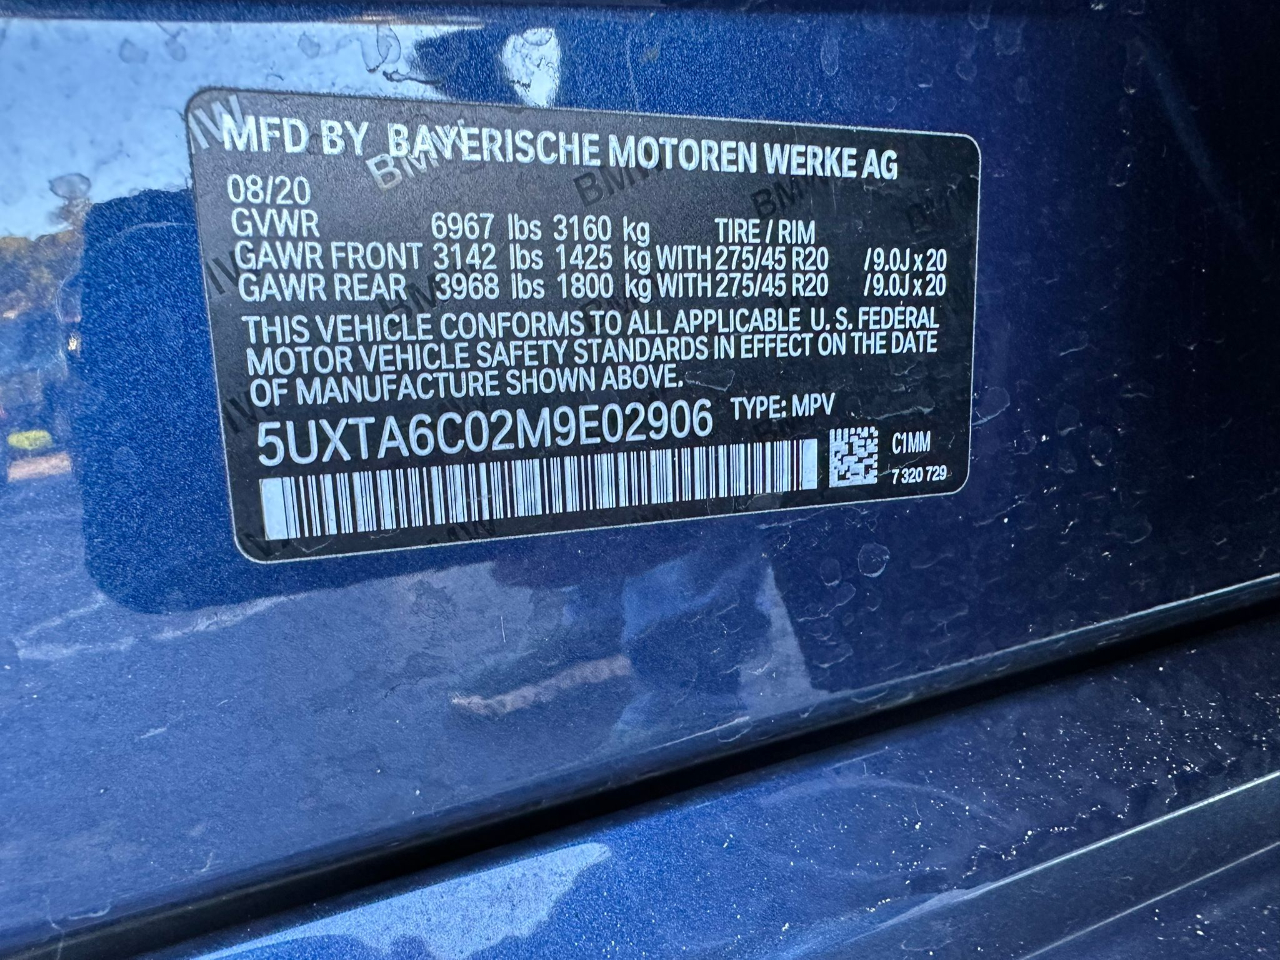 MFD BY BAYERISCHE MOTOREN WERKE AG
08/20
GVWR 6967 lbs 3160 kg TIRE / RIM
GAWR FRONT 3142 lbs 1425 kg WITH 275/45 R20 / 9.0J x 20
GAWR REAR 3968 lbs 1800 kg WITH 275/45 R20 / 9.0J x 20
THIS VEHICLE CONFORMS TO ALL APPLICABLE U.S. FEDERAL
MOTOR VEHICLE SAFETY STANDARDS IN EFFECT ON THE DATE
OF MANUFACTURE SHOWN ABOVE.
5UXTA6C02M9E02906 TYPE: MPV
C1MM
7 320 729